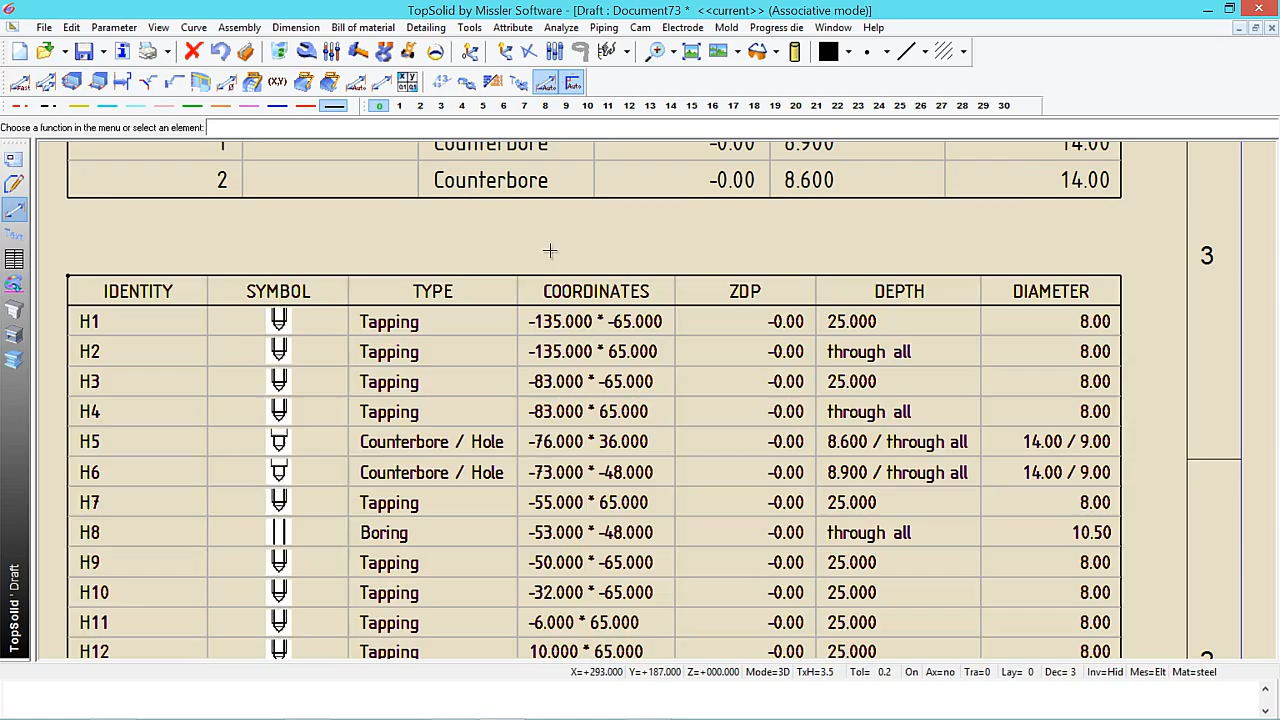 TopSolid by Missler Software - [Draft : Document73 *  <<current>> (Associative mode)]
File Edit Parameter View Curve Assembly Dimension Bill of material Detailing Tools Attribute Analyze Piping Cam Electrode Mold Progress die Window Help
0 1 2 3 4 5 6 7 8 9 10 11 12 13 14 15 16 17 18 19 20 21 22 23 24 25 26 27 28 29 30
Choose a function in the menu or select an element:
1 Counterbore -0.00 8.900 14.00
2 Counterbore -0.00 8.600 14.00
3
IDENTITY SYMBOL TYPE COORDINATES ZDP DEPTH DIAMETER
H1 Tapping -135.000 * -65.000 -0.00 25.000 8.00
H2 Tapping -135.000 * 65.000 -0.00 through all 8.00
H3 Tapping -83.000 * -65.000 -0.00 25.000 8.00
H4 Tapping -83.000 * 65.000 -0.00 through all 8.00
H5 Counterbore / Hole -76.000 * 36.000 -0.00 8.600 / through all 14.00 / 9.00
H6 Counterbore / Hole -73.000 * -48.000 -0.00 8.900 / through all 14.00 / 9.00
H7 Tapping -55.000 * 65.000 -0.00 25.000 8.00
H8 Boring -53.000 * -48.000 -0.00 through all 10.50
H9 Tapping -50.000 * -65.000 -0.00 25.000 8.00
H10 Tapping -32.000 * -65.000 -0.00 25.000 8.00
H11 Tapping -6.000 * 65.000 -0.00 25.000 8.00
H12 Tapping 10.000 * 65.000 -0.00 25.000 8.00
TopSolid ' Draft
X=+293.000 Y=+187.000 Z=+000.000 Mode=3D TxH=3.5 Tol= 0.2 On Ax=no Tra=0 Lay= 0 Dec= 3 Inv=Hid Mes=Elt Mat=steel